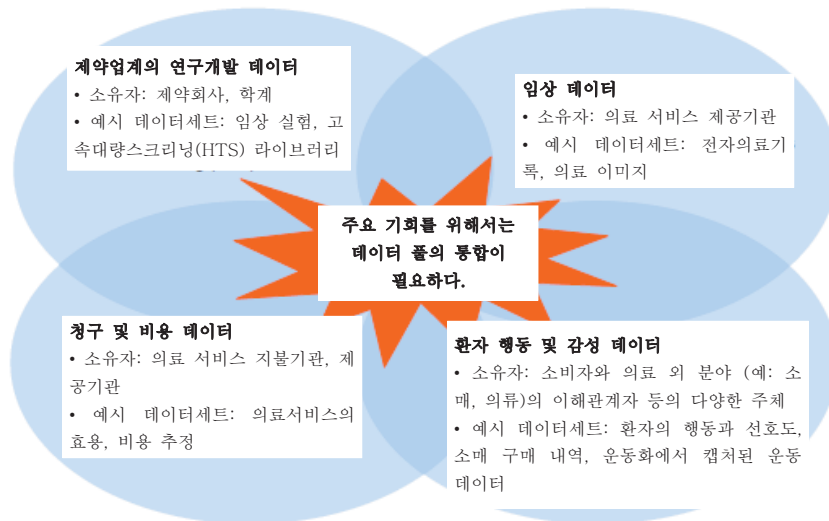 제약업계의 연구개발 데이터
• 소유자: 제약회사, 학계
• 예시 데이터세트: 임상 실험, 고
속대량스크리닝(HTS) 라이브러리
임상 데이터
• 소유자: 의료 서비스 제공기관
• 예시 데이터세트: 전자의료기
록, 의료 이미지
주요 기회를 위해서는
데이터 풀의 통합이
필요하다.
청구 및 비용 데이터
• 소유자: 의료 서비스 지불기관, 제
공기관
• 예시 데이터세트: 의료서비스의
효용, 비용 추정
환자 행동 및 감성 데이터
• 소유자: 소비자와 의료 외 분야 (예: 소
매, 의류)의 이해관계자 등의 다양한 주체
• 예시 데이터세트: 환자의 행동과 선호도,
소매 구매 내역, 운동화에서 캡처된 운동
데이터